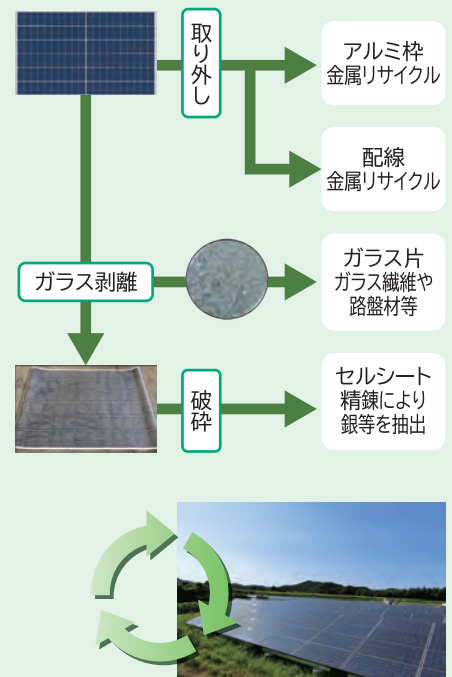 取り外し
アルミ枠
金属リサイクル
配線
金属リサイクル
ガラス剥離
ガラス片
ガラス繊維や
路盤材等
破砕
セルシート
精錬により
銀等を抽出